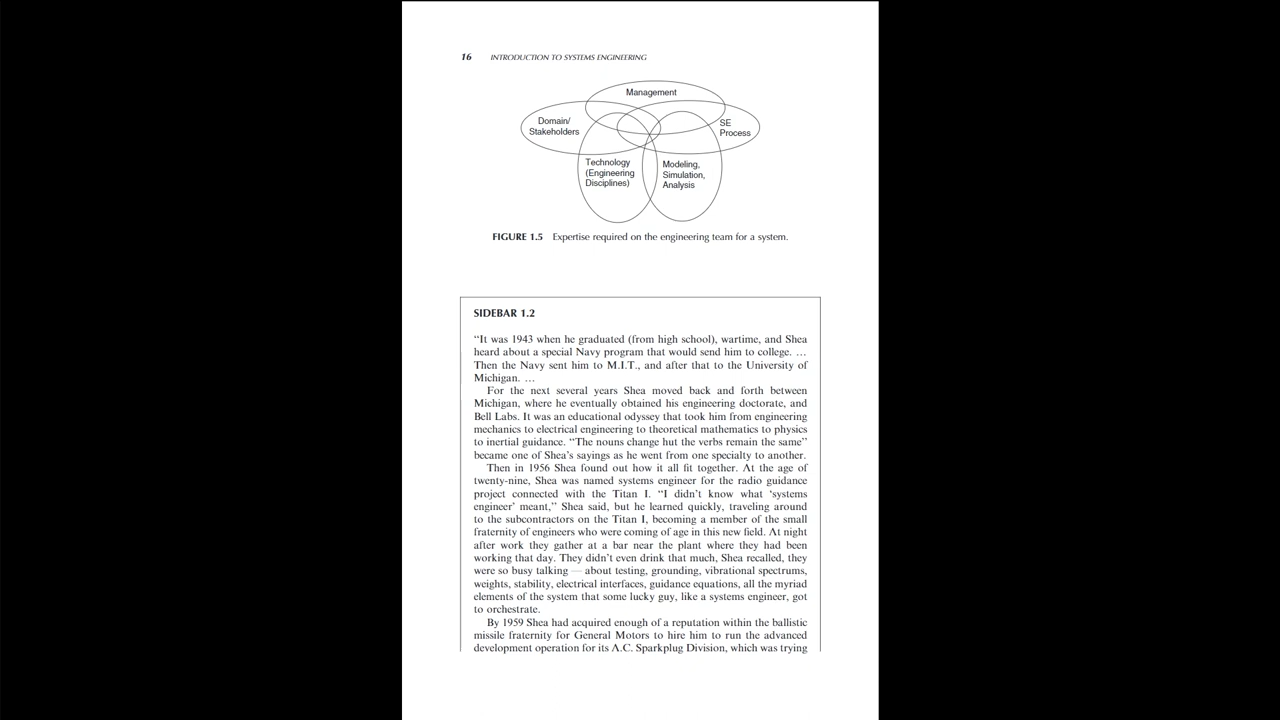 16 INTRODUCTION TO SYSTEMS ENGINEERING
Management
Domain/
Stakeholders
SE
Process
Technology
(Engineering
Disciplines)
Modeling,
Simulation,
Analysis
FIGURE 1.5 Expertise required on the engineering team for a system.
SIDEBAR 1.2
“It was 1943 when he graduated (from high school), wartime, and Shea
heard about a special Navy program that would send him to college. …
Then the Navy sent him to M.I.T., and after that to the University of
Michigan. …
For the next several years Shea moved back and forth between
Michigan, where he eventually obtained his engineering doctorate, and
Bell Labs. It was an educational odyssey that took him from engineering
mechanics to electrical engineering to theoretical mathematics to physics
to inertial guidance. “The nouns change hut the verbs remain the same”
became one of Shea’s sayings as he went from one specialty to another.
Then in 1956 Shea found out how it all fit together. At the age of
twenty-nine, Shea was named systems engineer for the radio guidance
project connected with the Titan I. “I didn’t know what ‘systems
engineer’ meant,” Shea said, but he learned quickly, traveling around
to the subcontractors on the Titan I, becoming a member of the small
fraternity of engineers who were coming of age in this new field. At night
after work they gather at a bar near the plant where they had been
working that day. They didn’t even drink that much, Shea recalled, they
were so busy talking — about testing, grounding, vibrational spectrums,
weights, stability, electrical interfaces, guidance equations, all the myriad
elements of the system that some lucky guy, like a systems engineer, got
to orchestrate.
By 1959 Shea had acquired enough of a reputation within the ballistic
missile fraternity for General Motors to hire him to run the advanced
development operation for its A.C. Sparkplug Division, which was trying